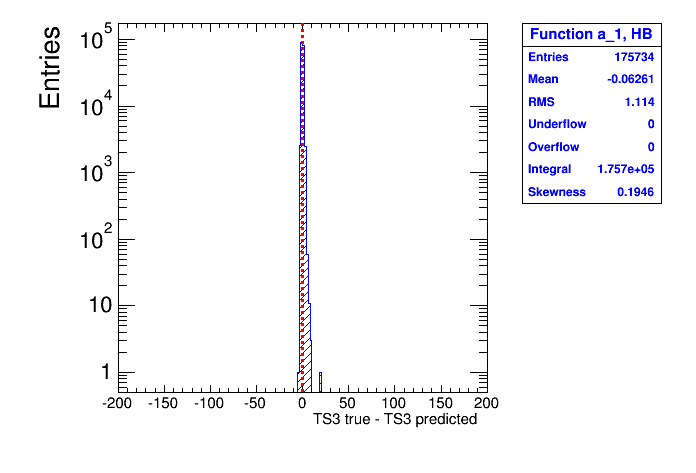 Entries
10^5
10^4
10^3
10^2
10
1
-200 -150 -100 -50 0 50 100 150 200
TS3 true - TS3 predicted
Function a_1, HB
Entries 175734
Mean -0.06261
RMS 1.114
Underflow 0
Overflow 0
Integral 1.757e+05
Skewness 0.1946